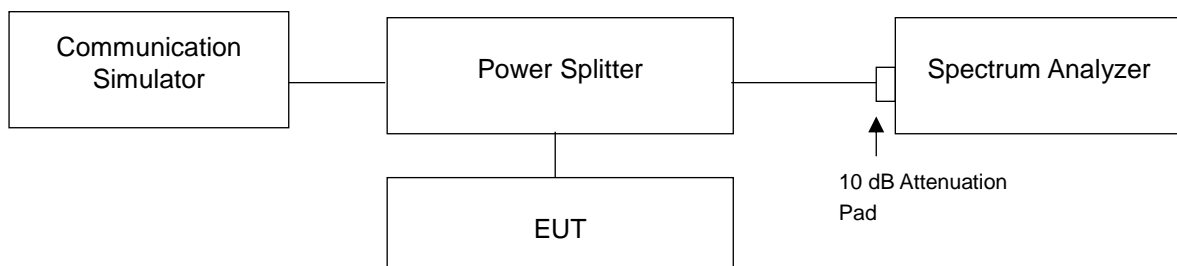 Communication
Simulator
Power Splitter
Spectrum Analyzer
10 dB Attenuation
Pad
EUT